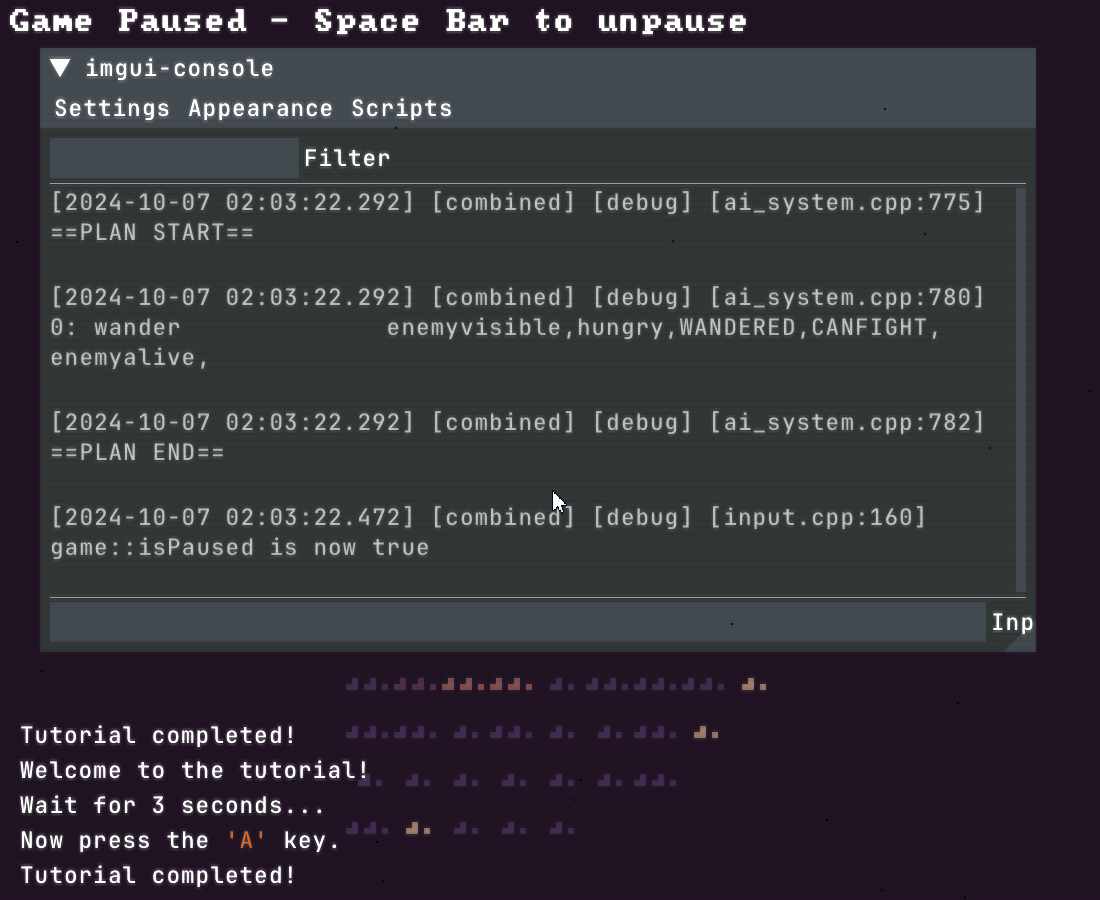 Game Paused - Space Bar to unpause
imgui-console
Settings Appearance Scripts
Filter
[2024-10-07 02:03:22.292] [combined] [debug] [ai_system.cpp:775]
==PLAN START==
[2024-10-07 02:03:22.292] [combined] [debug] [ai_system.cpp:780]
0: wander enemyvisible,hungry,WANDERED,CANFIGHT,
enemyalive,
[2024-10-07 02:03:22.292] [combined] [debug] [ai_system.cpp:782]
==PLAN END==
[2024-10-07 02:03:22.472] [combined] [debug] [input.cpp:160]
game::isPaused is now true
Inp
Tutorial completed!
Welcome to the tutorial!
Wait for 3 seconds...
Now press the 'A' key.
Tutorial completed!